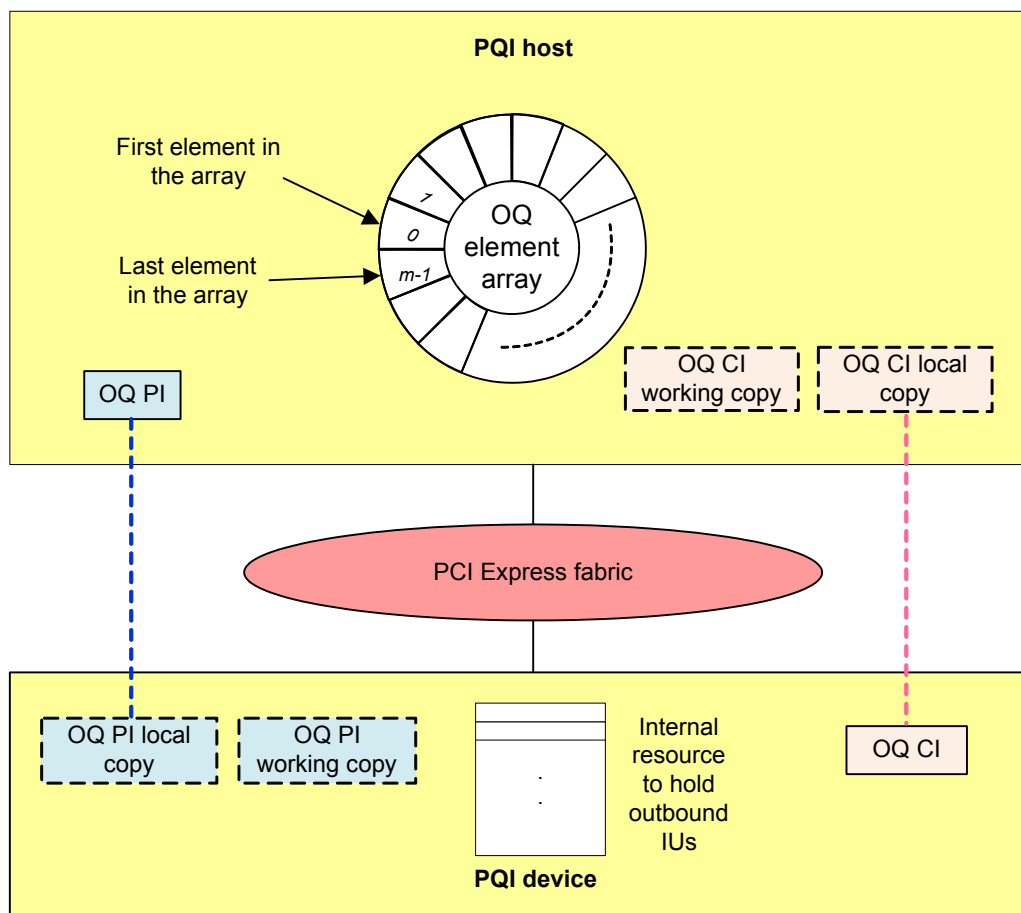 PQI host
First element in
the array
1
0
m-1
OQ
element
array
Last element
in the array
OQ PI
OQ CI
working copy
OQ CI local
copy
PCI Express fabric
OQ PI local
copy
OQ PI
working copy
Internal
resource
to hold
outbound
IUs
OQ CI
PQI device